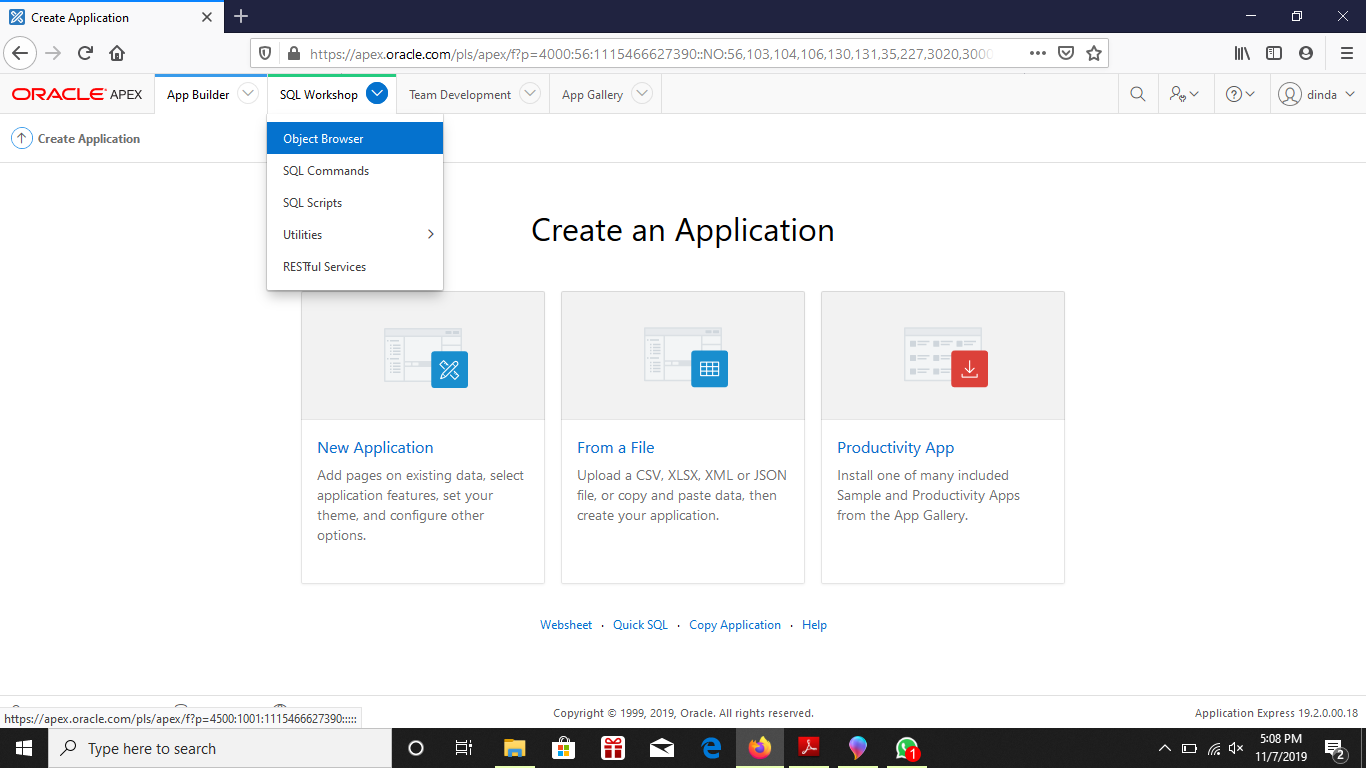 Create Application
https://apex.oracle.com/pls/apex/f?p=4000:56:1115466627390::NO:56,103,104,106,130,131,35,227,3020,3000
ORACLE APEX
App Builder
SQL Workshop
Team Development
App Gallery
dinda
Create Application
Object Browser
SQL Commands
SQL Scripts
Utilities
RESTful Services
Create an Application
New Application
Add pages on existing data, select
application features, set your
theme, and configure other
options.
From a File
Upload a CSV, XLSX, XML or JSON
file, or copy and paste data, then
create your application.
Productivity App
Install one of many included
Sample and Productivity Apps
from the App Gallery.
Websheet · Quick SQL · Copy Application · Help
https://apex.oracle.com/pls/apex/f?p=4500:1001:1115466627390:::::
Copyright © 1999, 2019, Oracle. All rights reserved.
Application Express 19.2.0.00.18
Type here to search
1
5:08 PM
11/7/2019
2